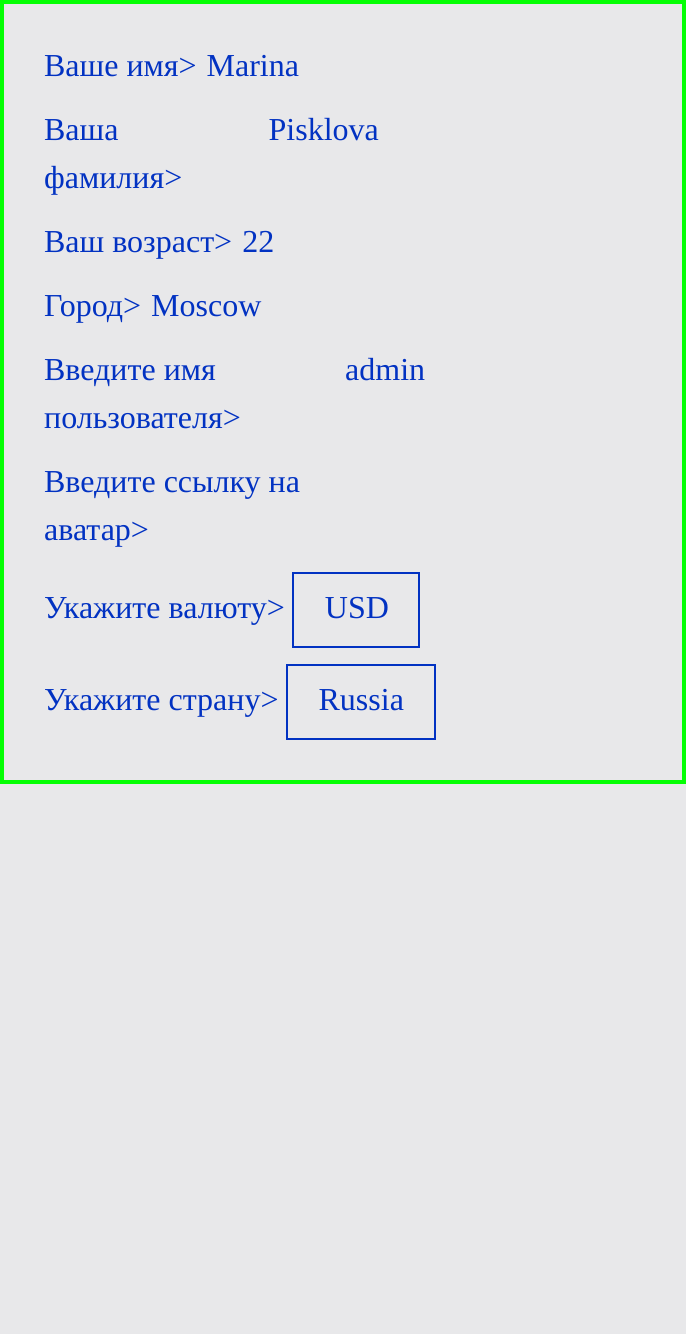 Ваше имя> Marina
Ваша Pisklova
фамилия>
Ваш возраст> 22
Город> Moscow
Введите имя admin
пользователя>
Введите ссылку на
аватар>
Укажите валюту> USD
Укажите страну> Russia